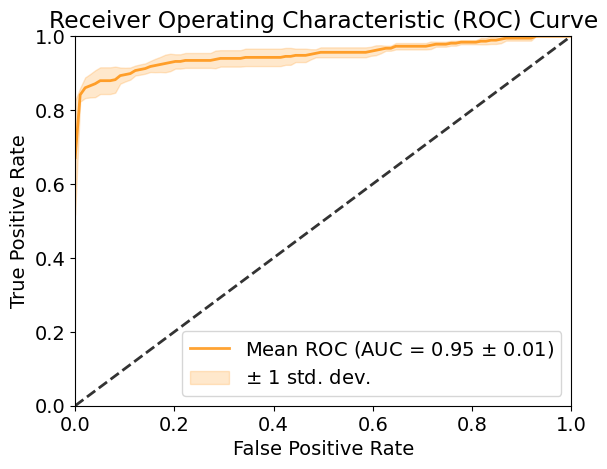 Receiver Operating Characteristic (ROC) Curve
1.0
0.8
0.6
0.4
0.2
0.0
True Positive Rate
Mean ROC (AUC = 0.95 ± 0.01)
± 1 std. dev.
0.0 0.2 0.4 0.6 0.8 1.0
False Positive Rate